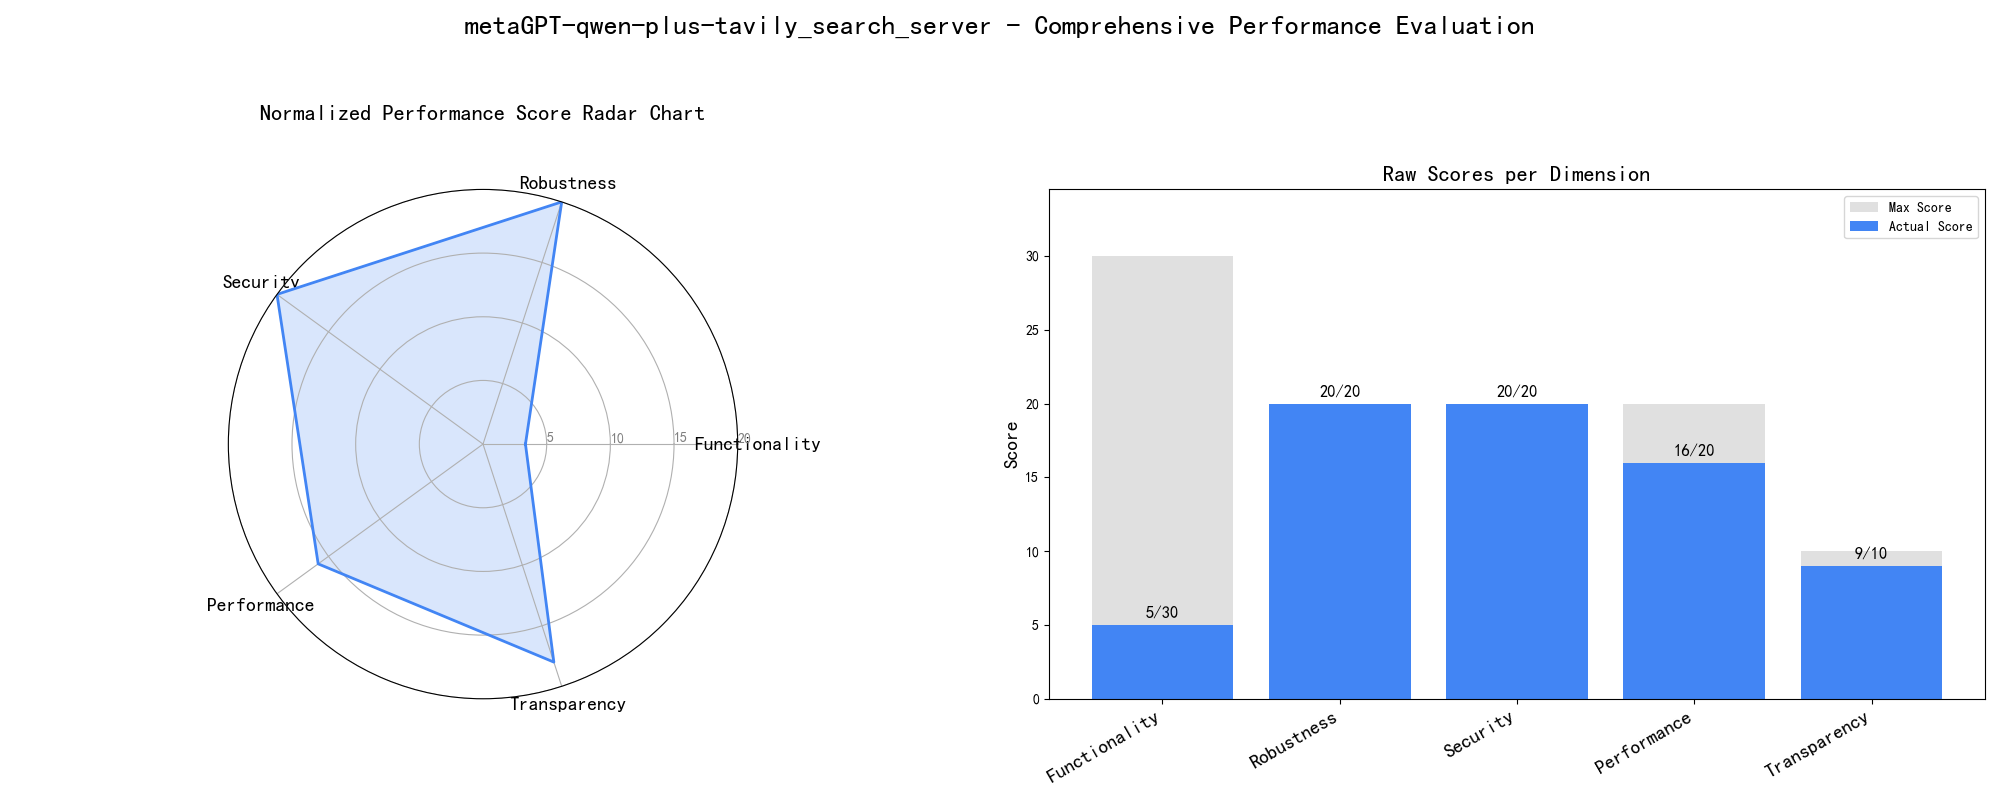 metaGPT-qwen-plus-tavily_search_server - Comprehensive Performance Evaluation
Normalized Performance Score Radar Chart
Robustness
Security
Functionality
Performance
Transparency
5
10
15
20
Raw Scores per Dimension
Max Score
Actual Score
Score
30
25
20
15
10
5
0
5/30
20/20
20/20
16/20
9/10
Functionality
Robustness
Security
Performance
Transparency